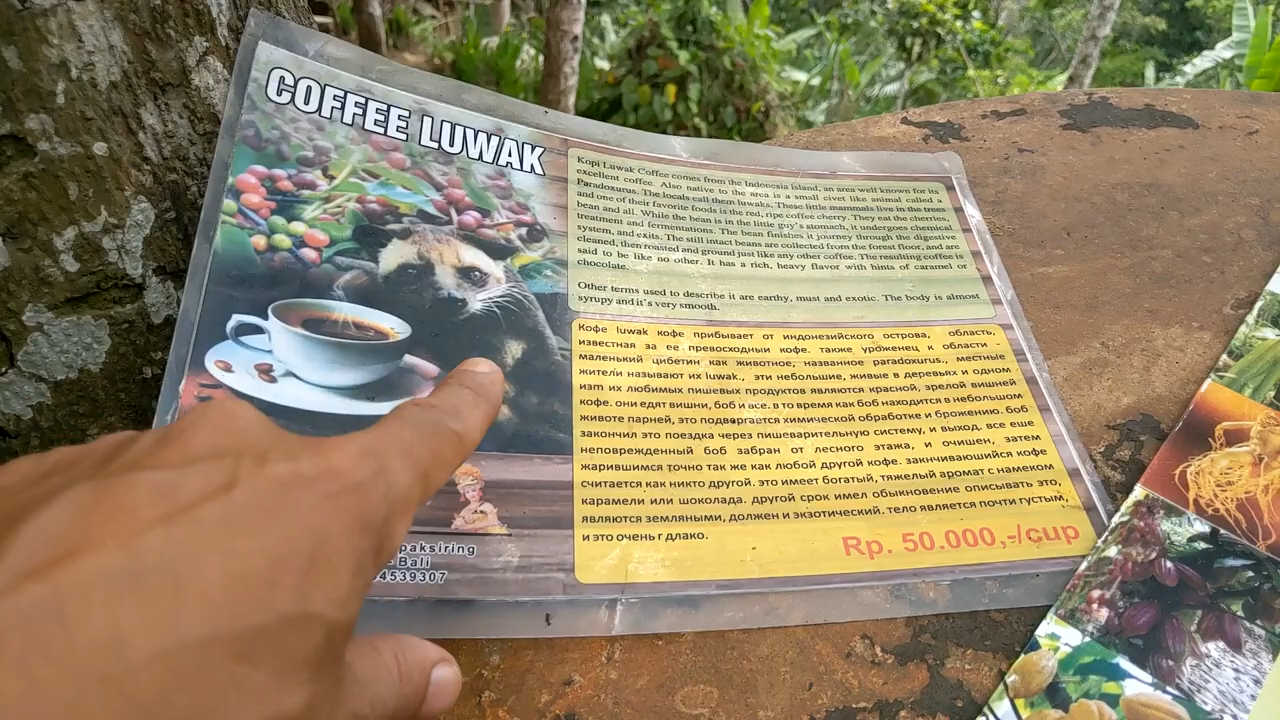 COFFEE LUWAK
Kopi Luwak Coffee comes from the Indonesia island, an area well known for its
excellent coffee. Also native to the area is a small civet like animal called a
Paradoxurus. The locals call them luwaks. These little mammals live in the trees
and one of their favorite foods is the red, ripe coffee cherry. They eat the cherries,
bean and all. While the bean is in the little guy's stomach, it undergoes chemical
treatment and fermentations. The bean finishes it journey through the digestive
system, and exits. The still intact beans are collected from the forest floor, and are
cleaned, then roasted and ground just like any other coffee. The resulting coffee is
said to be like no other. It has a rich, heavy flavor with hints of caramel or
chocolate.
Other terms used to describe it are earthy, must and exotic. The body is almost
syrupy and it`s very smooth.
Кофе luwak кофе прибывает от индонезийского острова, область,
известная за ее превосходный кофе. также уроженец к области -
маленький цибетин как животное, названное paradoxurus., местные
жители называют их luwak., эти небольшие, живые в деревьях и одном
изm их любимых пищевых продуктов являются красной, зрелой вишней
кофе. они едят вишни, боб и все. в то время как боб находится в небольшом
животе парней, это подвергается химической обработке и брожению. боб
закончил это поездка через пищеварительную систему, и выход. все еще
неповрежденный боб забран от лесного этажа, и очищен, затем
жарившимся точно так же как любой другой кофе. закнчивающийся кофе
считается как никто другой. это имеет богатый, тяжелый аромат с намеком
карамели или шоколада. другой срок имел обыкновение описывать это,
являются земляными, должен и экзотический. тело является почти густым,
и это очень г длако.
Rp. 50.000,-/cup
paksiring
- Bali
4539307